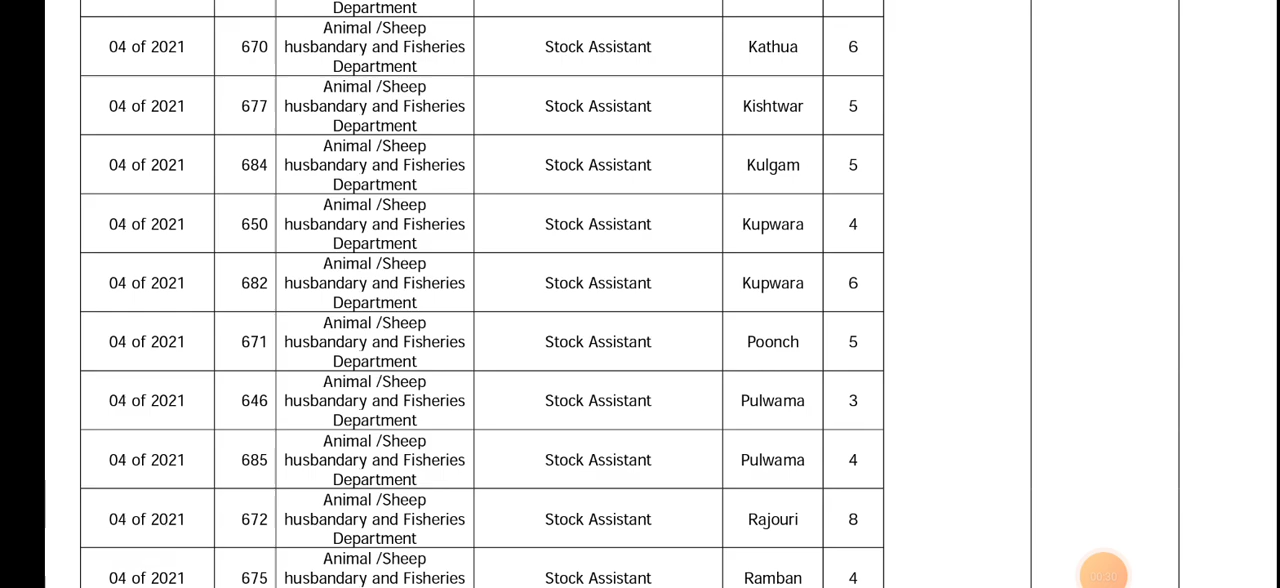 Department
04 of 2021 670 Animal /Sheep husbandary and Fisheries Department Stock Assistant Kathua 6
04 of 2021 677 Animal /Sheep husbandary and Fisheries Department Stock Assistant Kishtwar 5
04 of 2021 684 Animal /Sheep husbandary and Fisheries Department Stock Assistant Kulgam 5
04 of 2021 650 Animal /Sheep husbandary and Fisheries Department Stock Assistant Kupwara 4
04 of 2021 682 Animal /Sheep husbandary and Fisheries Department Stock Assistant Kupwara 6
04 of 2021 671 Animal /Sheep husbandary and Fisheries Department Stock Assistant Poonch 5
04 of 2021 646 Animal /Sheep husbandary and Fisheries Department Stock Assistant Pulwama 3
04 of 2021 685 Animal /Sheep husbandary and Fisheries Department Stock Assistant Pulwama 4
04 of 2021 672 Animal /Sheep husbandary and Fisheries Department Stock Assistant Rajouri 8
04 of 2021 675 Animal /Sheep husbandary and Fisheries Stock Assistant Ramban 4
00:30